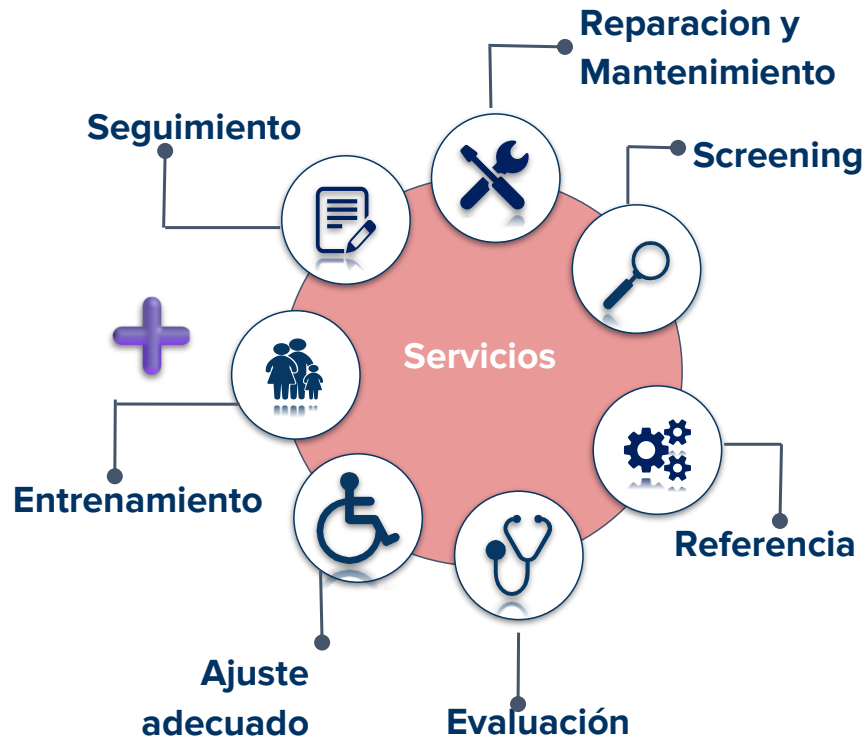 Reparacion y
Mantenimiento
Seguimiento
Screening
Servicios
Entrenamiento
Referencia
Ajuste
adecuado
Evaluación